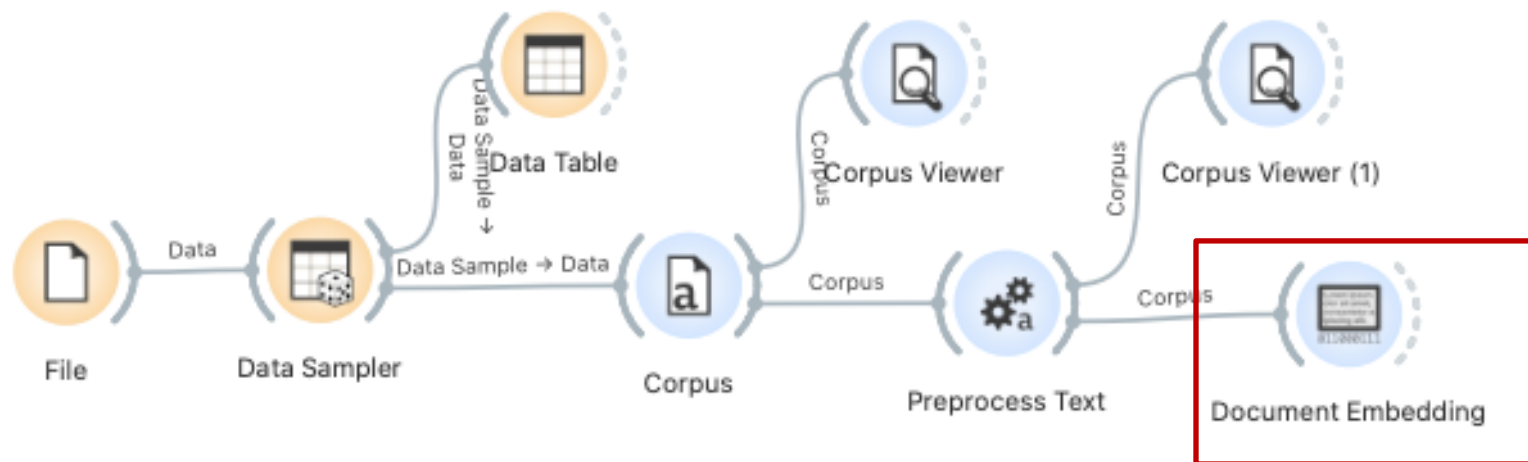 Data Sample →
Data
Data Table
Corpus
Corpus Viewer
Corpus
Corpus Viewer (1)
Data
Data Sample → Data
Corpus
Corpus
File
Data Sampler
a
Corpus
a
Preprocess Text
011000111
Document Embedding